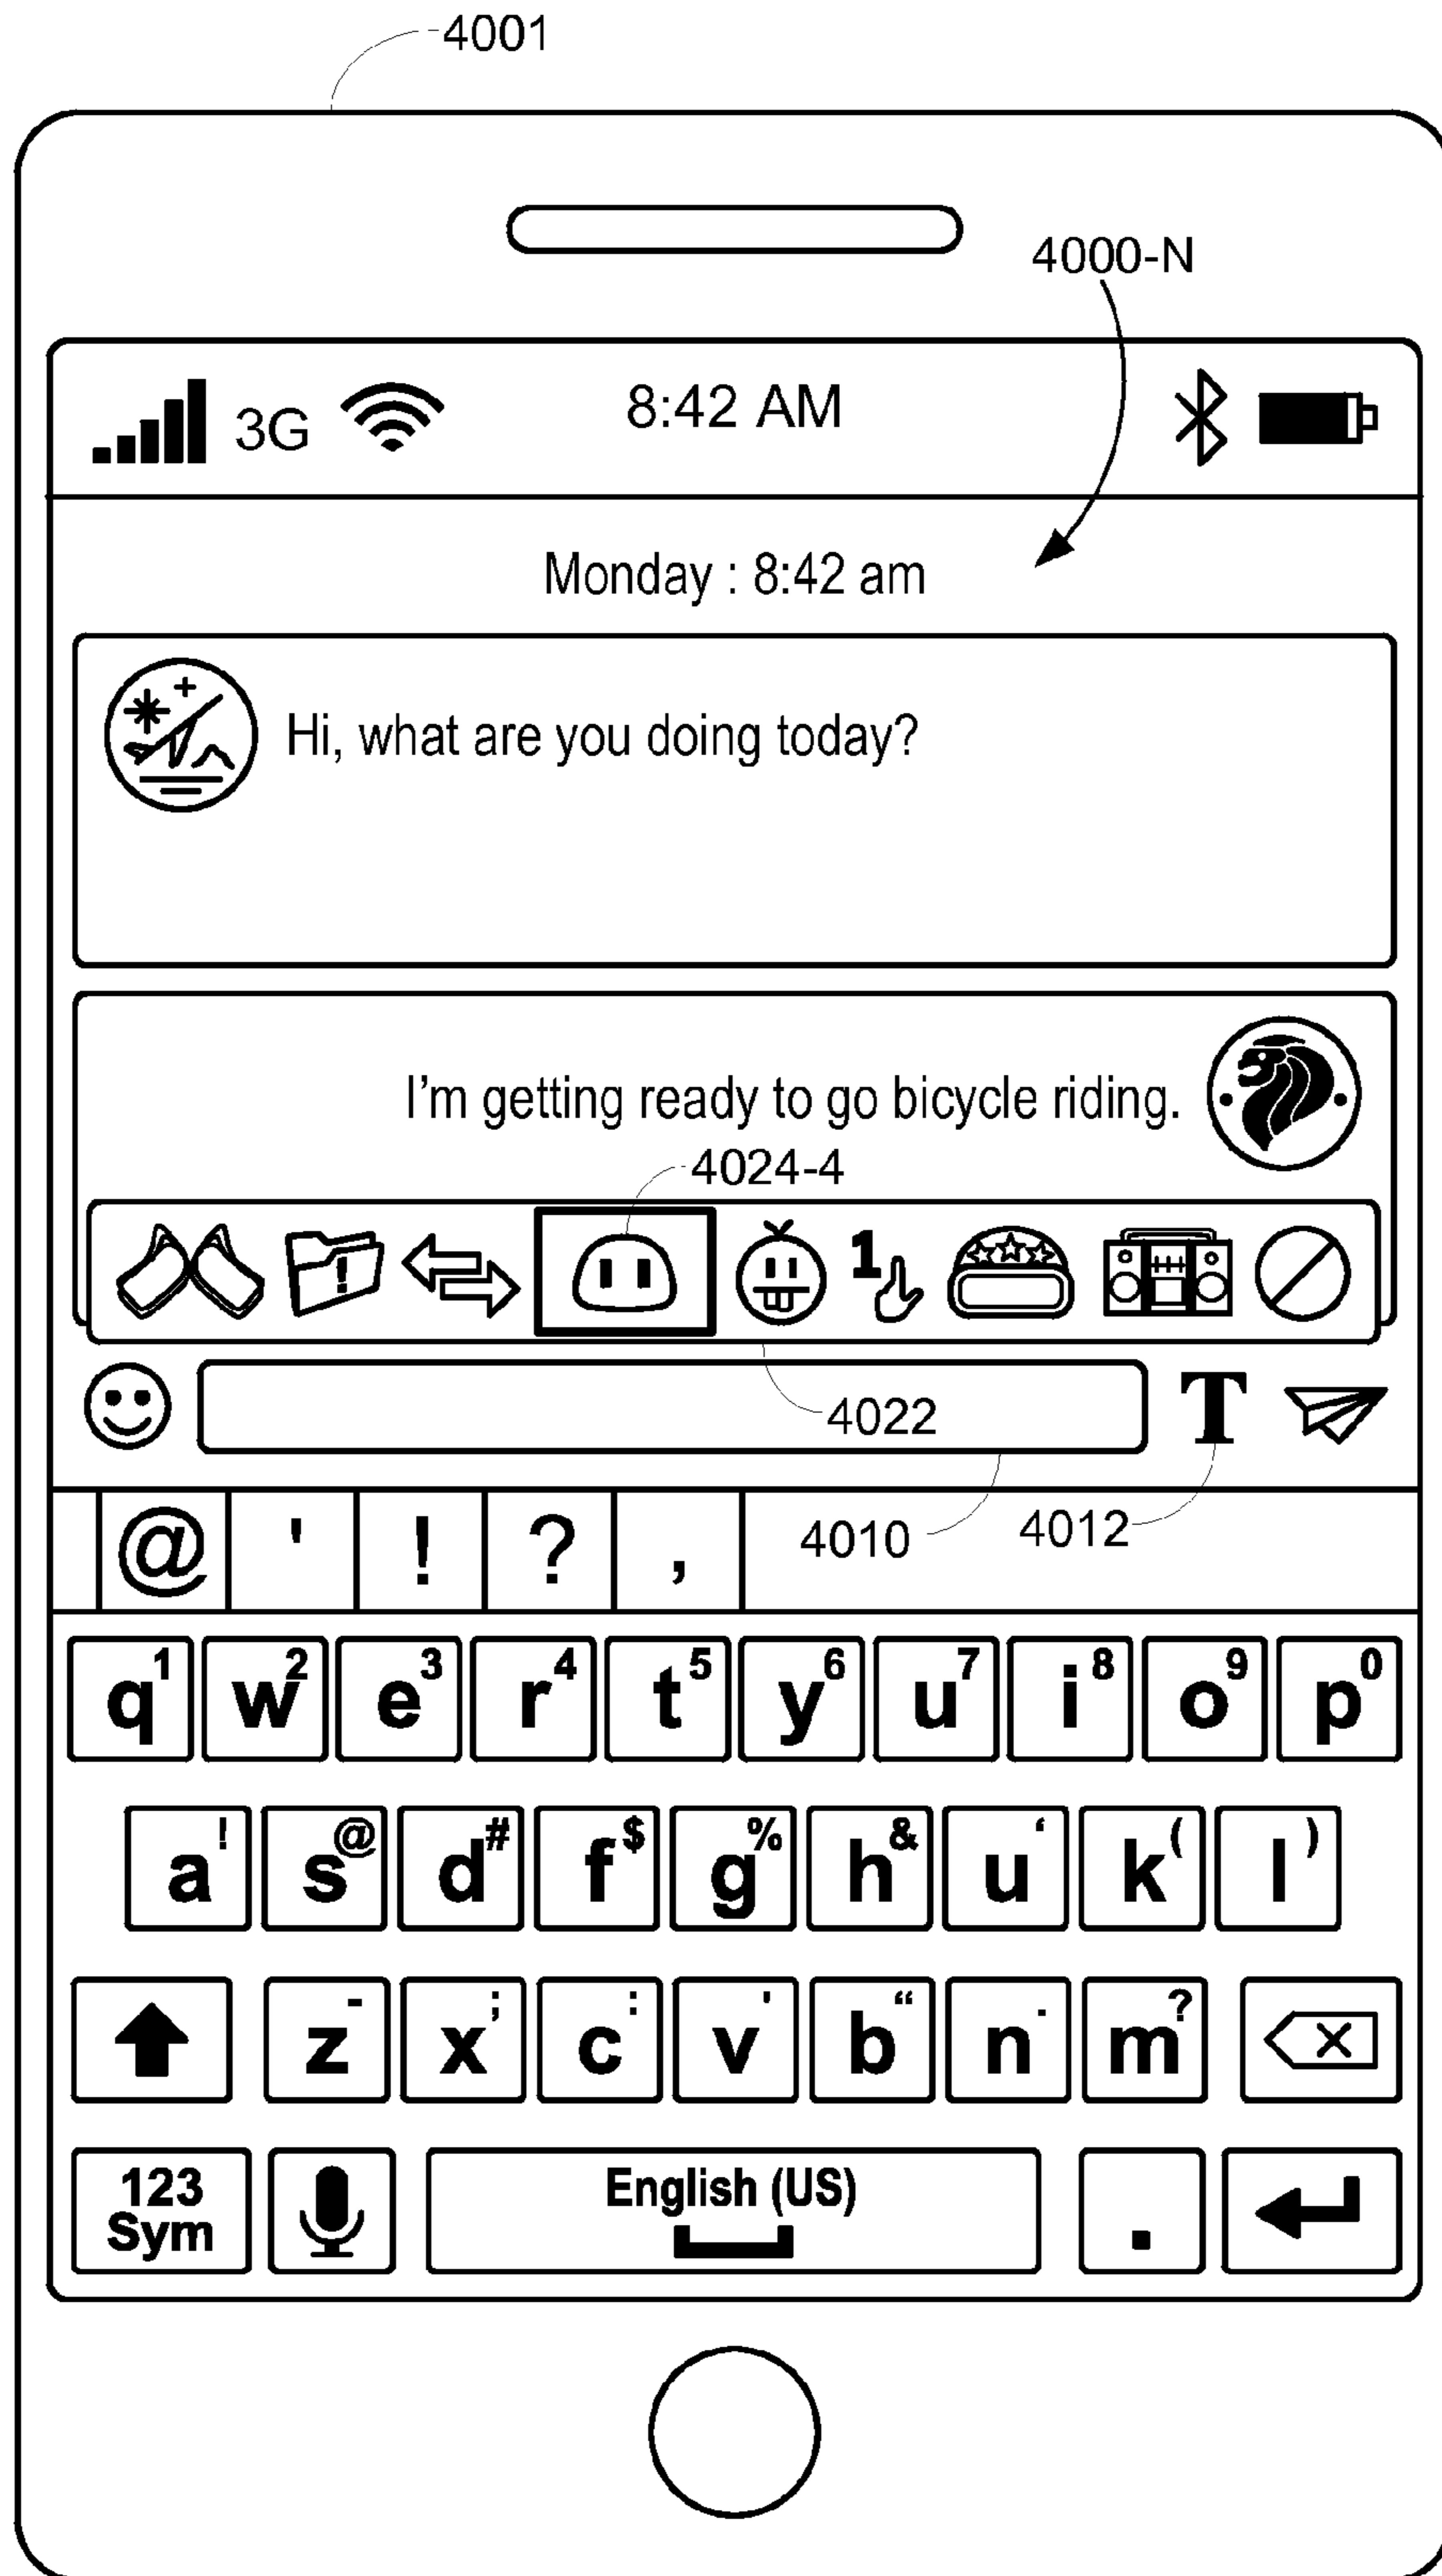 4001
4000-N
3G 8:42 AM
Monday : 8:42 am
Hi, what are you doing today?
I'm getting ready to go bicycle riding.
4024-4
!
1
4022
T
4010 4012
@ ' ! ? ,
q1 w2 e3 r4 t5 y6 u7 i8 o9 p0
a! s@ d# f$ g% h& u‘ k( l)
z- x; c: v' b“ n. m?
123
Sym
English (US)
.